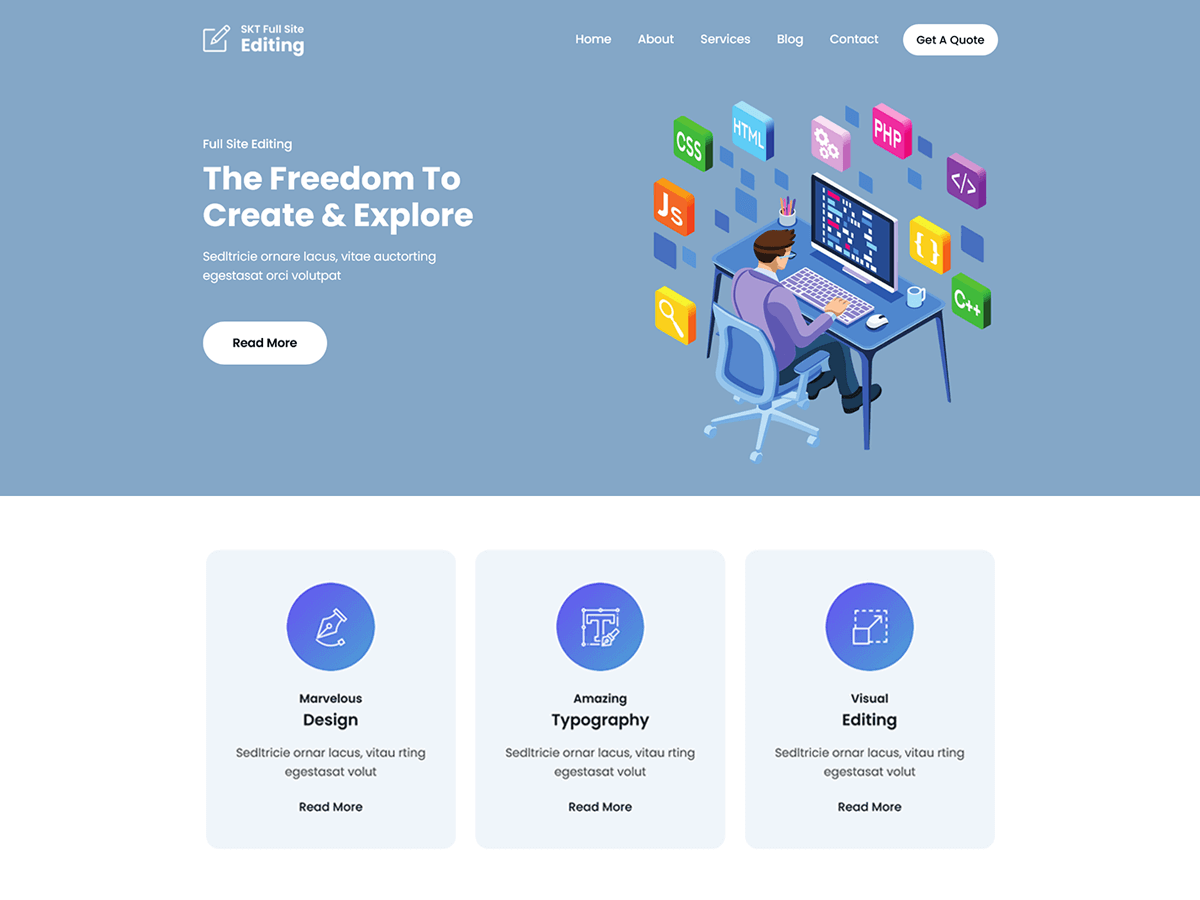 SKT Full Site
Editing
Home About Services Blog Contact Get A Quote
Full Site Editing
The Freedom To
Create & Explore
Sedltricie ornare lacus, vitae auctorting
egestasat orci volutpat
Read More
CSS
HTML
PHP
</>
JS
{}
C++
Marvelous
Design
Sedltricie ornar lacus, vitau rting
egestasat volut
Read More
Amazing
Typography
Sedltricie ornar lacus, vitau rting
egestasat volut
Read More
Visual
Editing
Sedltricie ornar lacus, vitau rting
egestasat volut
Read More